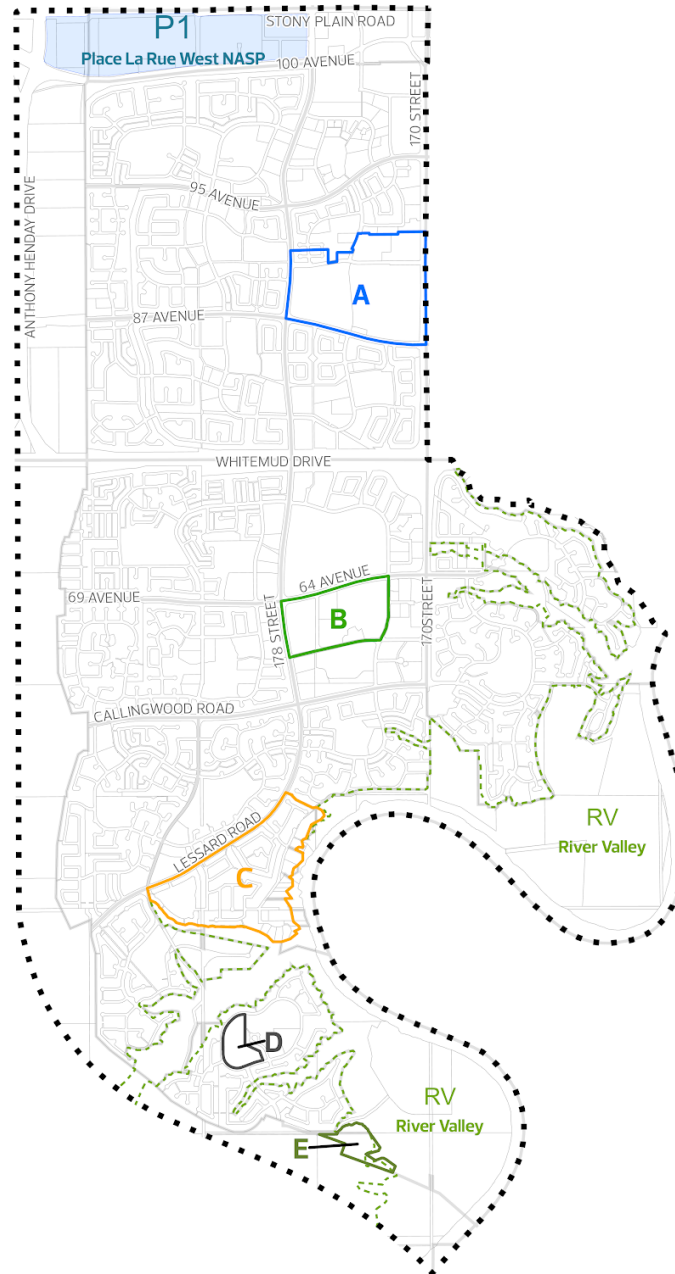 P1
STONY PLAIN ROAD
Place La Rue West NASP
100 AVENUE
170 STREET
95 AVENUE
ANTHONY HENDAY DRIVE
A
87 AVENUE
WHITEMUD DRIVE
64 AVENUE
69 AVENUE
170STREET
B
178 STREET
CALLINGWOOD ROAD
RV
River Valley
LESSARD ROAD
C
D
RV
River Valley
E